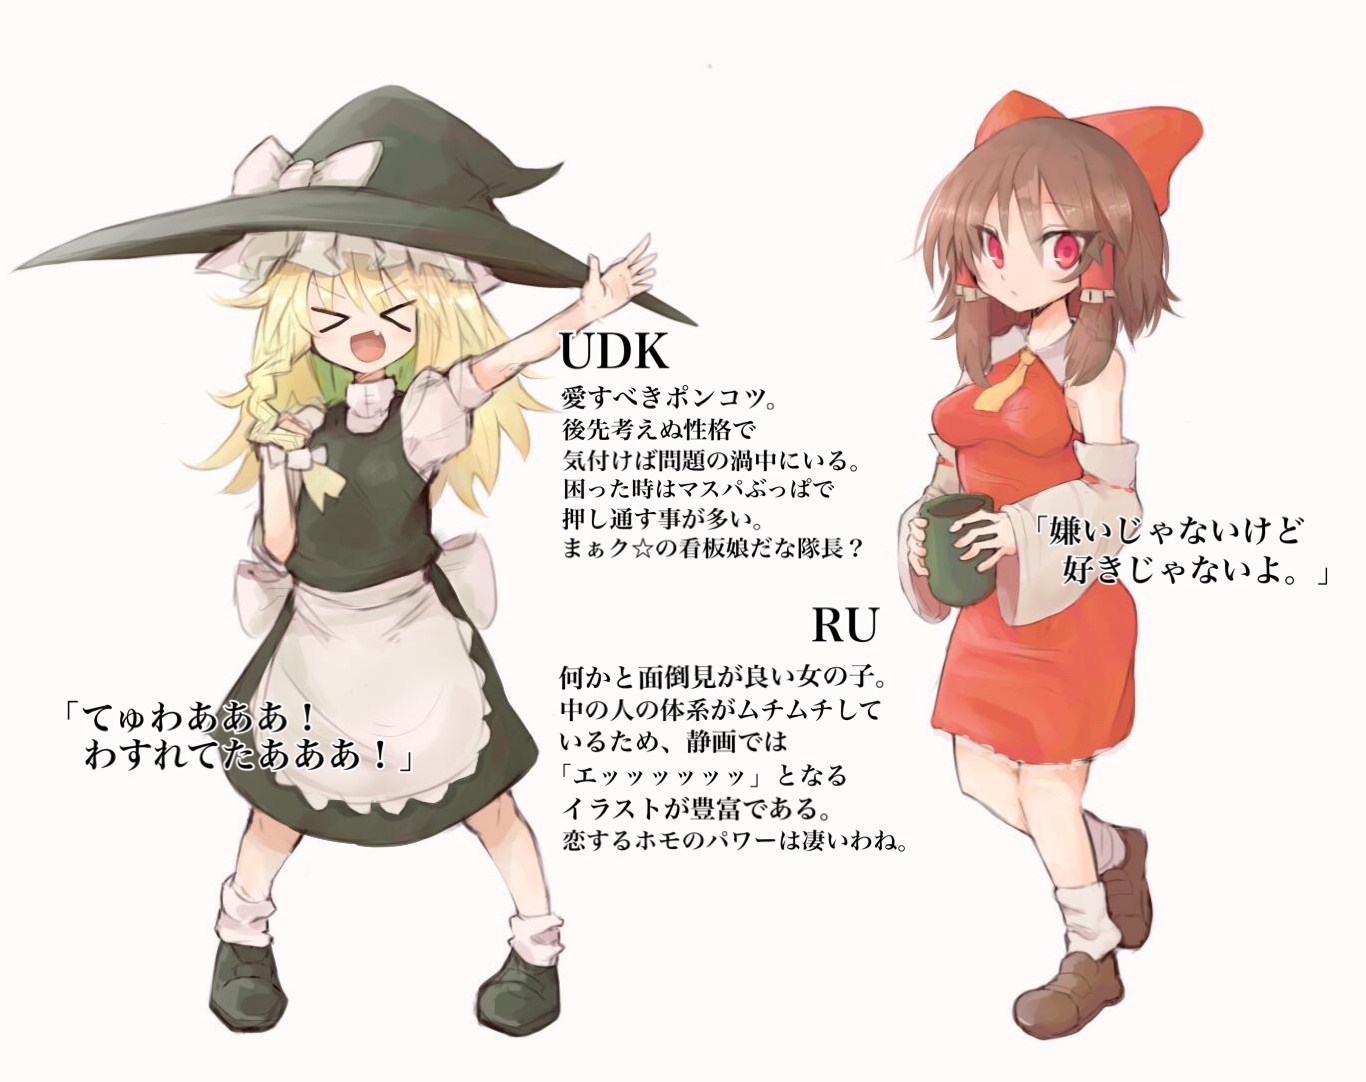 UDK
愛すべきポンコツ。
後先考えぬ性格で
気付けば問題の渦中にいる。
困った時はマスパぶっぱで
押し通す事が多い。
まぁク☆の看板娘だな隊長？
「てゅわあああ！
わすれてたあああ！」
RU
何かと面倒見が良い女の子。
中の人の体系がムチムチして
いるため、静画では
「エッッッッッッ」となる
イラストが豊富である。
恋するホモのパワーは凄いわね。
「嫌いじゃないけど
好きじゃないよ。」